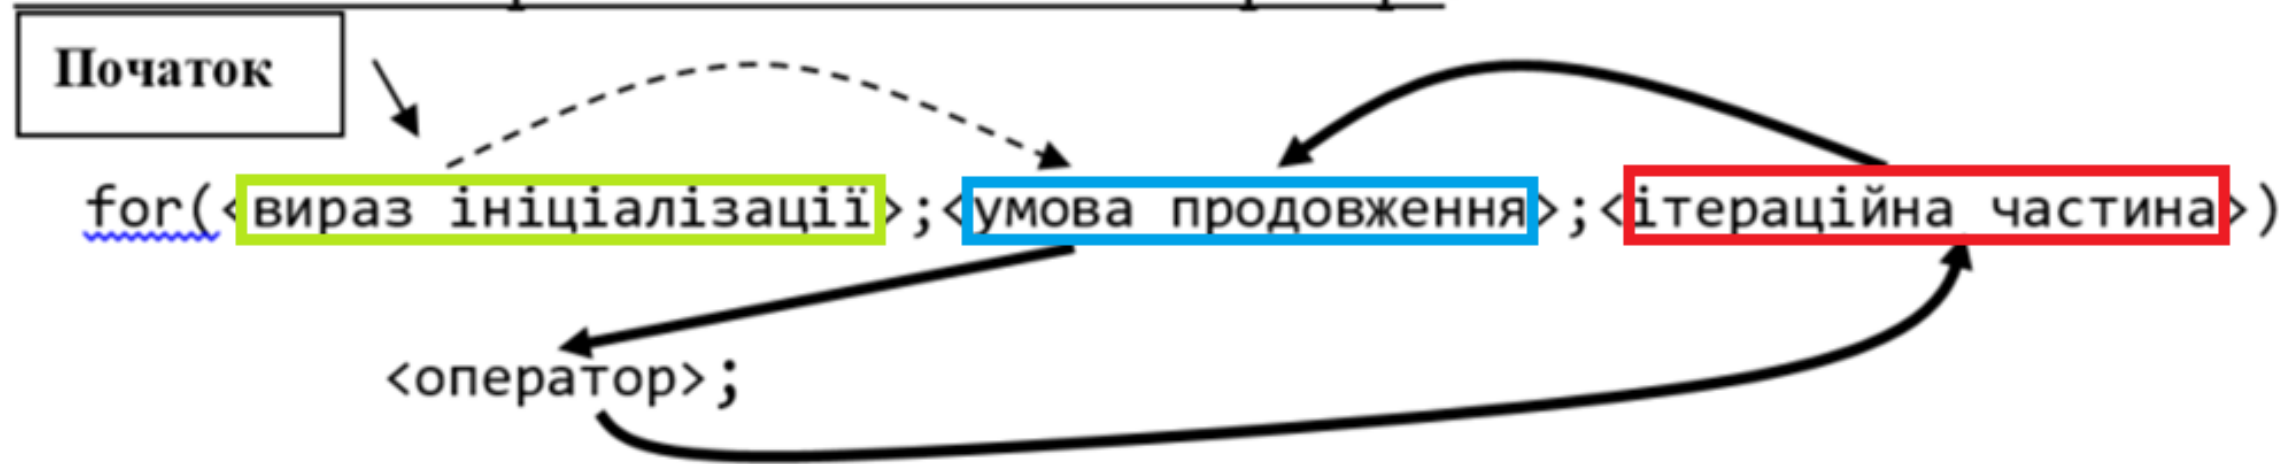 Початок
for(<вираз ініціалізації>;<умова продовження>;<ітераційна частина>)
<оператор>;